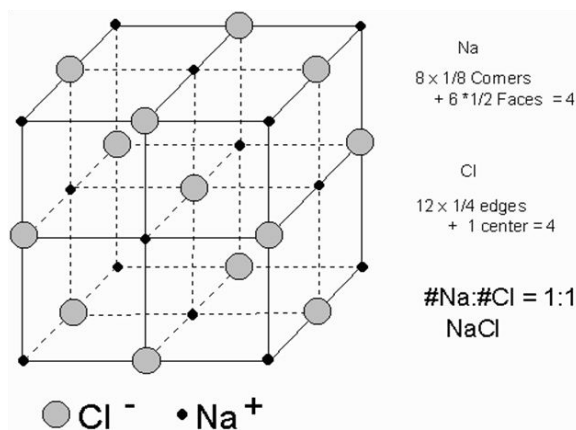 Na
8 x 1/8 Corners
+ 6 *1/2 Faces = 4
Cl
12 x 1/4 edges
+ 1 center = 4
#Na:#Cl = 1:1
NaCl
Cl -
Na +